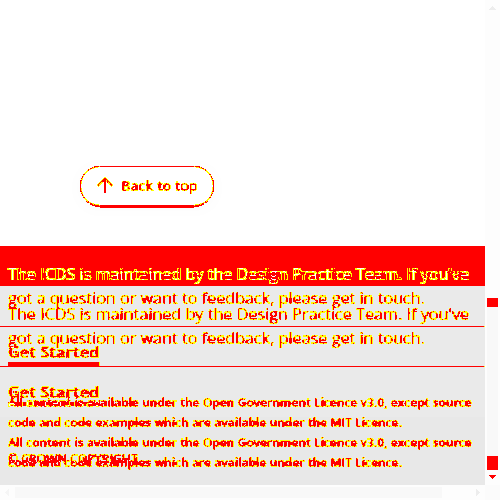 Back to top
The ICDS is maintained by the Design Practice Team. If you've
got a question or want to feedback, please get in touch.
The ICDS is maintained by the Design Practice Team. If you've
got a question or want to feedback, please get in touch.
Get Started
Get Started
All content is available under the Open Government Licence v3.0, except source
code and code examples which are available under the MIT Licence.
All content is available under the Open Government Licence v3.0, except source
code and code examples which are available under the MIT Licence.
© CROWN COPYRIGHT